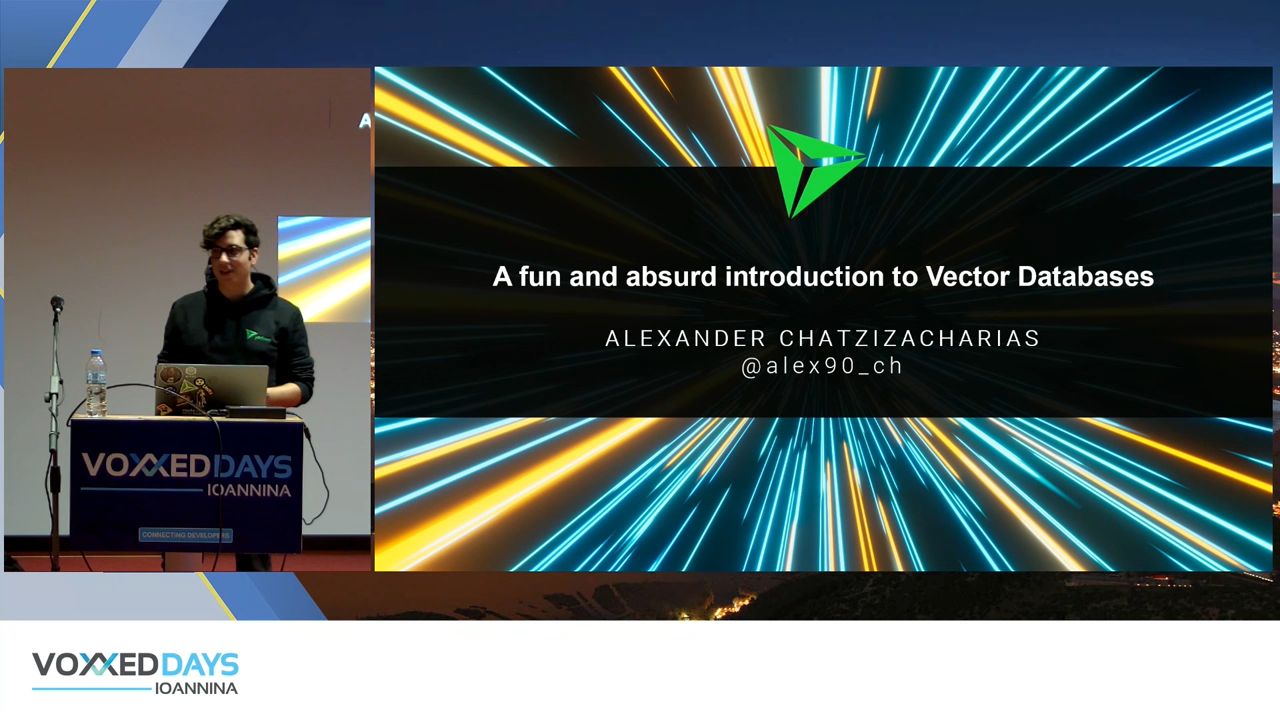 A fun and absurd introduction to Vector Databases
ALEXANDER CHATZIZACHARIAS
@alex90_ch
A
VOXXEDDAYS
IOANNINA
CONNECTING DEVELOPERS
VOXXEDDAYS
IOANNINA